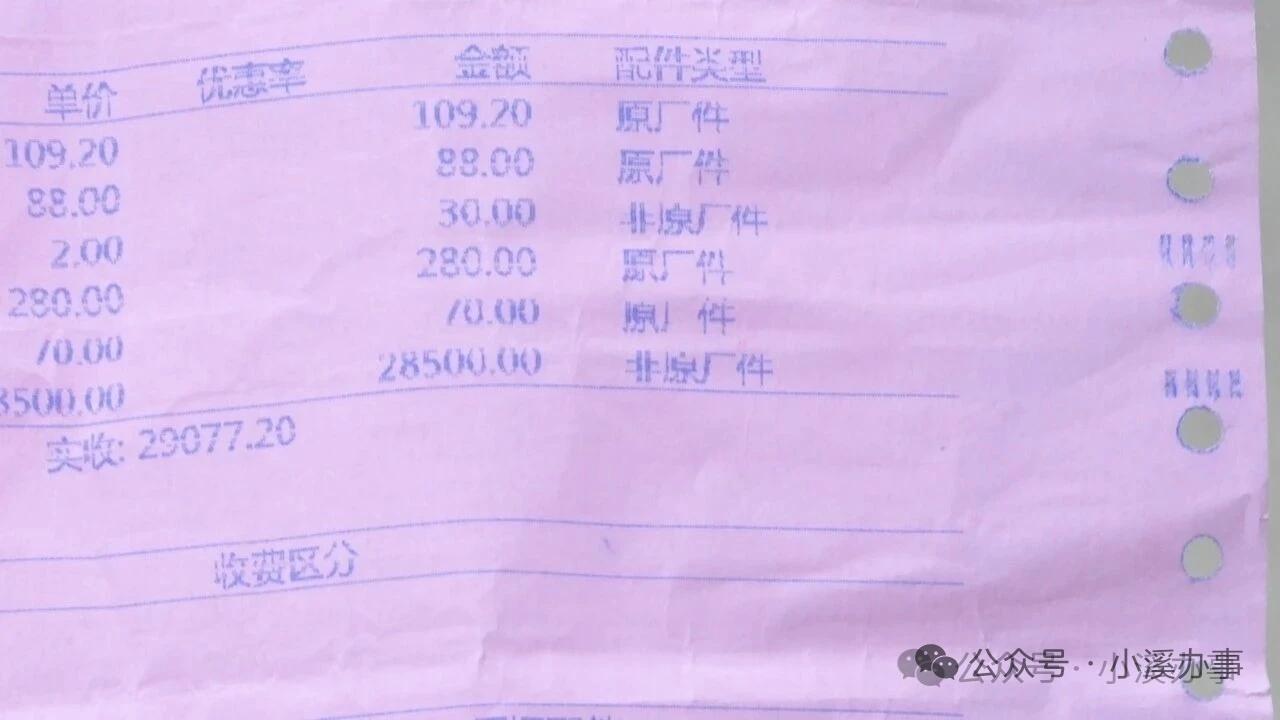 单价 优惠率 金额 配件类型
109.20 109.20 原厂件
88.00 88.00 原厂件
2.00 30.00 非原厂件
280.00 280.00 原厂件
70.00 70.00 原厂件
8500.00 28500.00 非原厂件
实收: 29077.20
收费区分
公众号··小溪办事